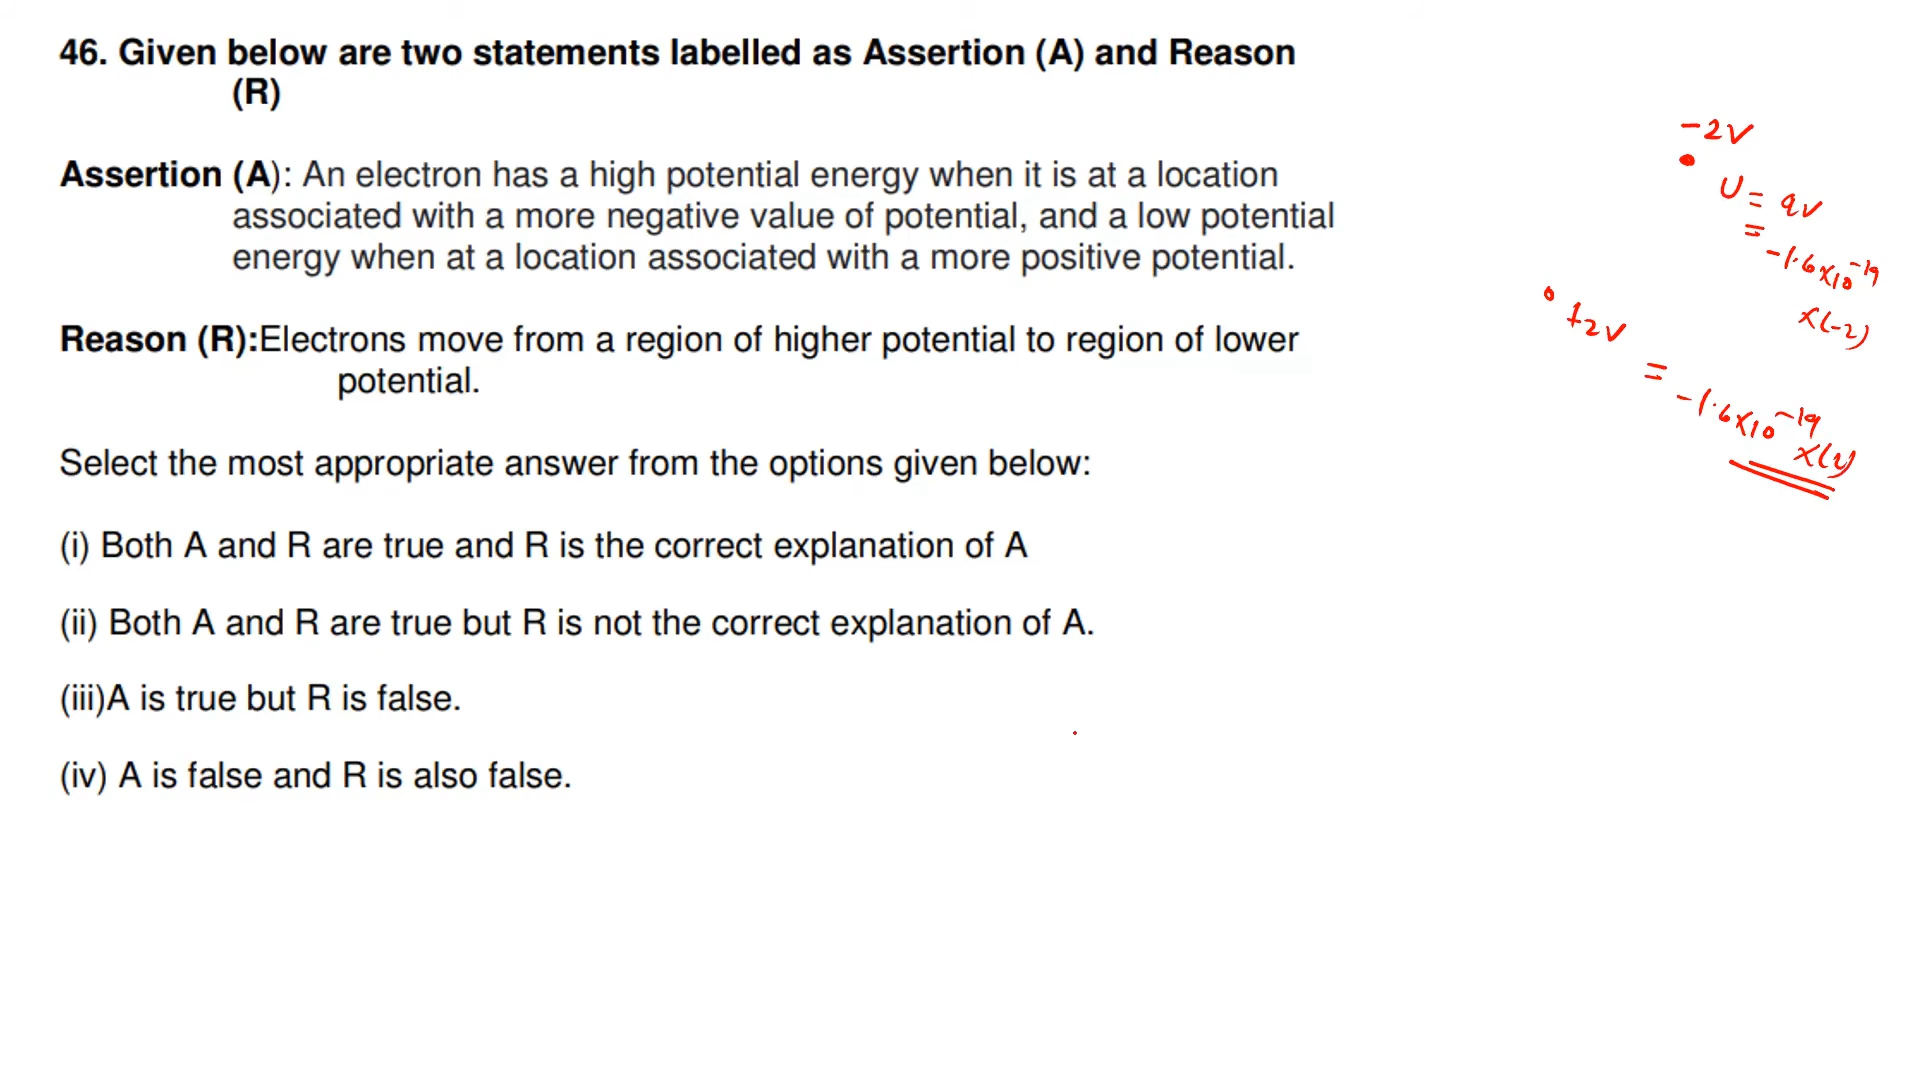 46. Given below are two statements labelled as Assertion (A) and Reason
(R)
Assertion (A): An electron has a high potential energy when it is at a location
associated with a more negative value of potential, and a low potential
energy when at a location associated with a more positive potential.
Reason (R):Electrons move from a region of higher potential to region of lower
potential.
Select the most appropriate answer from the options given below:
(i) Both A and R are true and R is the correct explanation of A
(ii) Both A and R are true but R is not the correct explanation of A.
(iii)A is true but R is false.
(iv) A is false and R is also false.
-2V
U = qV
=
-1.6×10⁻¹⁹
×(-2)
+2V
=
-1.6×10⁻¹⁹
×(2)